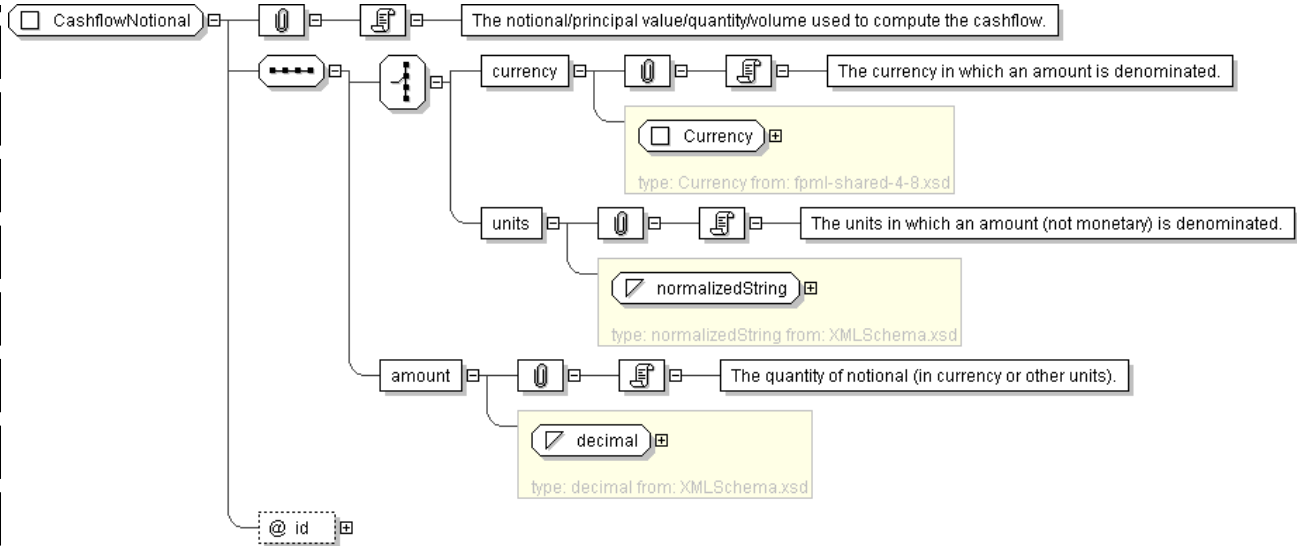 CashflowNotional
The notional/principal value/quantity/volume used to compute the cashflow.
currency
The currency in which an amount is denominated.
Currency
type: Currency from: fpml-shared-4-8.xsd
units
The units in which an amount (not monetary) is denominated.
normalizedString
type: normalizedString from: XMLSchema.xsd
amount
The quantity of notional (in currency or other units).
decimal
type: decimal from: XMLSchema.xsd
@ id